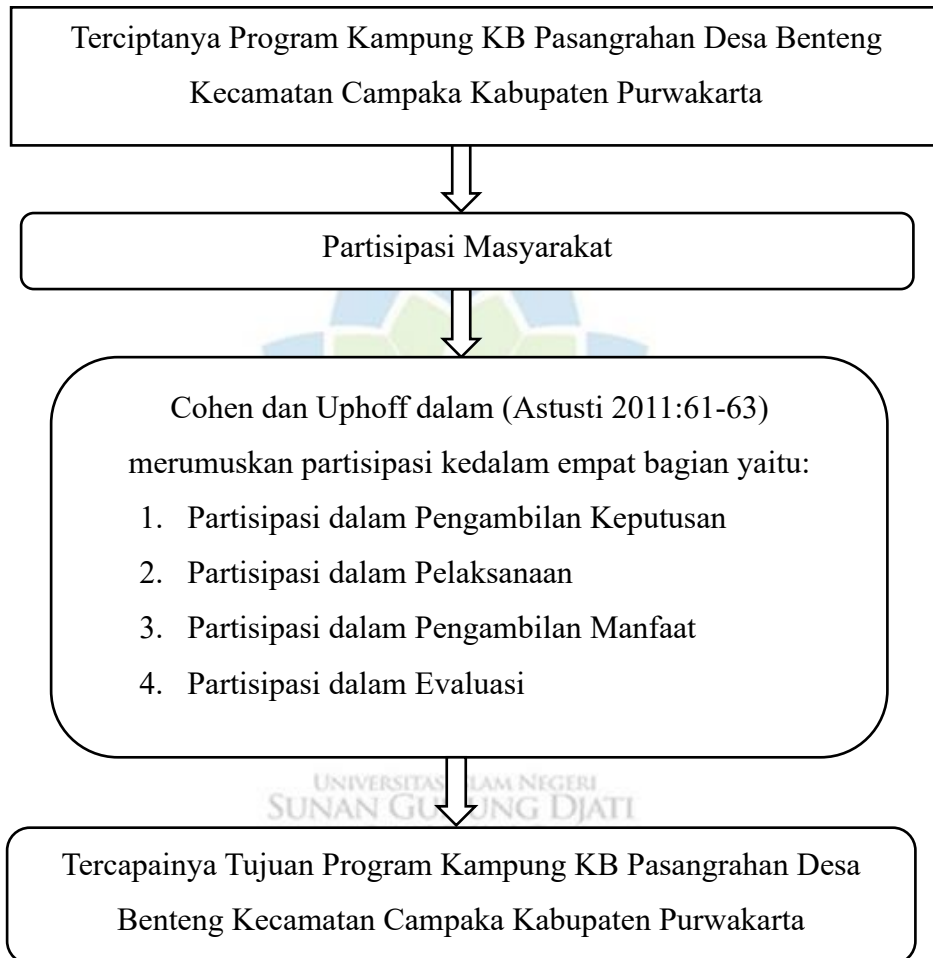 Terciptanya Program Kampung KB Pasangrahan Desa Benteng
Kecamatan Campaka Kabupaten Purwakarta
Partisipasi Masyarakat
Cohen dan Uphoff dalam (Astusti 2011:61-63)
merumuskan partisipasi kedalam empat bagian yaitu:
1. Partisipasi dalam Pengambilan Keputusan
2. Partisipasi dalam Pelaksanaan
3. Partisipasi dalam Pengambilan Manfaat
4. Partisipasi dalam Evaluasi
UNIVERSITAS ISLAM NEGERI
SUNAN GUNUNG DJATI
Tercapainya Tujuan Program Kampung KB Pasangrahan Desa
Benteng Kecamatan Campaka Kabupaten Purwakarta